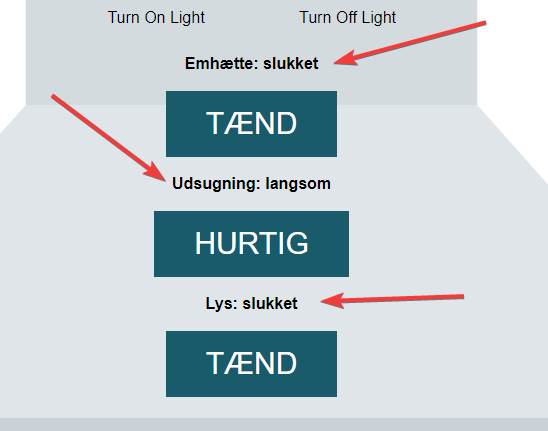 Turn On Light Turn Off Light
Emhætte: slukket
TÆND
Udsugning: langsom
HURTIG
Lys: slukket
TÆND